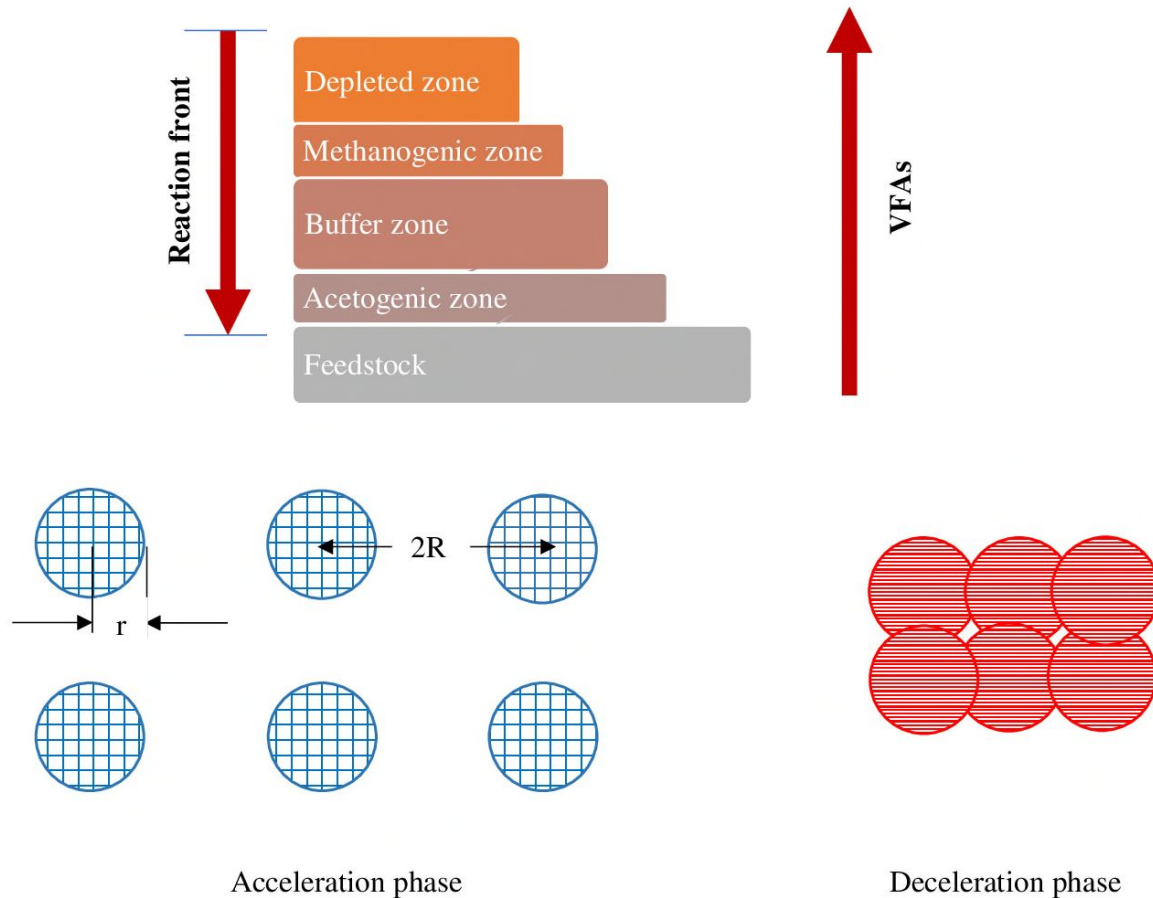 Reaction front
Depleted zone
Methanogenic zone
Buffer zone
Acetogenic zone
Feedstock
VFAs
2R
r
Acceleration phase
Deceleration phase